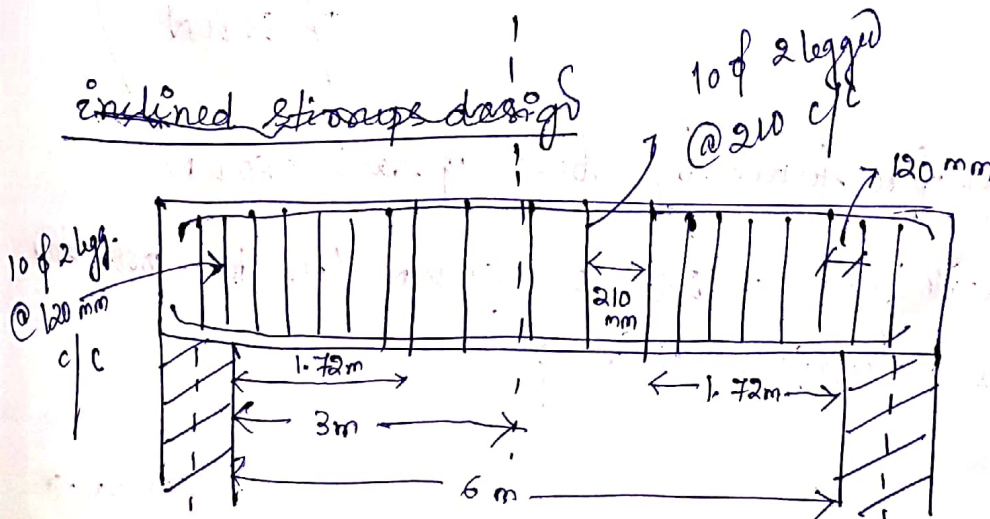 inclined stirrups design
10 ϕ 2 legged
@ 210 c/c
120 mm
10 ϕ 2 legg.
@ 120 mm
c/c
210
mm
1.72m
1.72m
3m
6 m